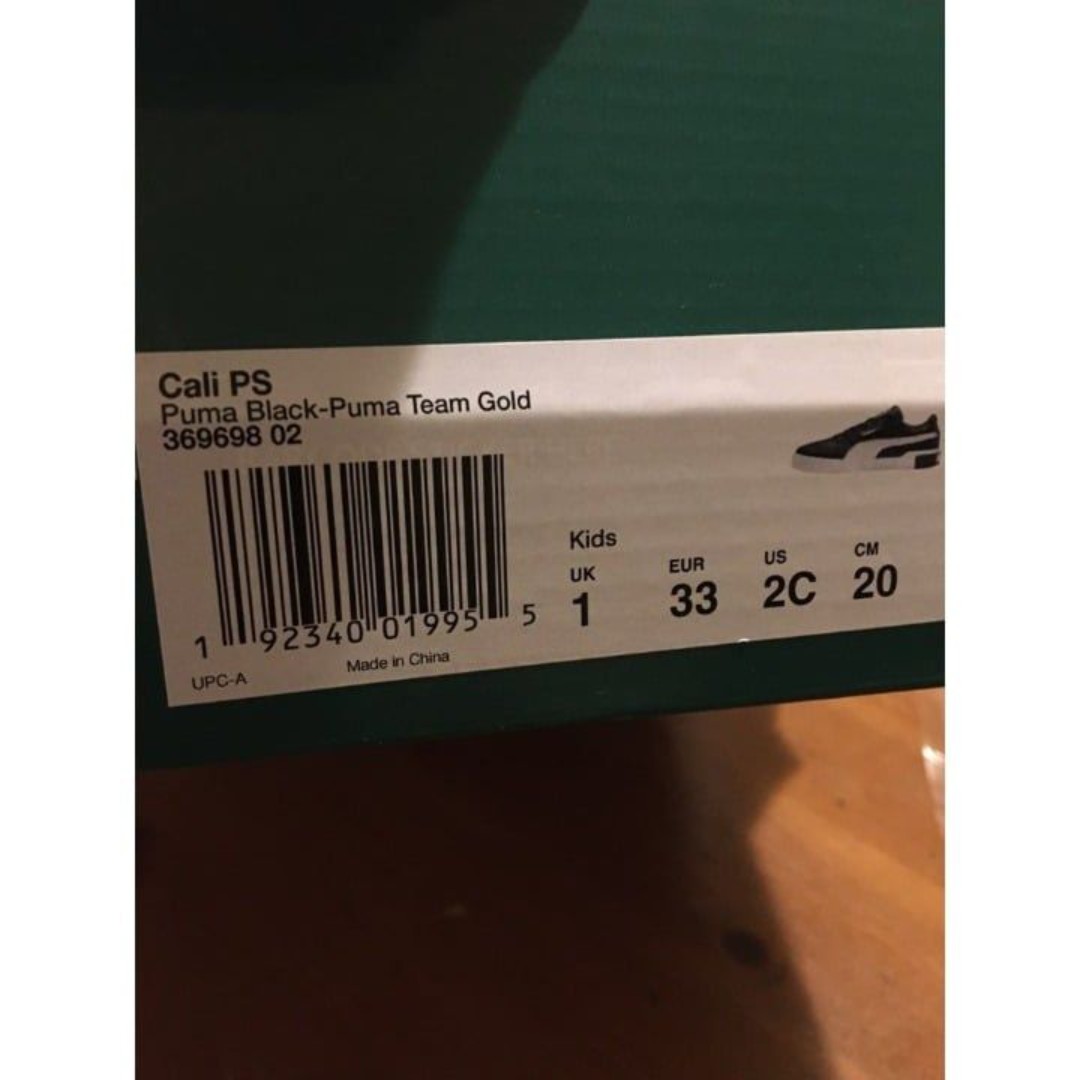 Cali PS
Puma Black-Puma Team Gold
369698 02
1 92340 01995 5
UPC-A
Made in China
Kids
UK EUR US CM
1 33 2C 20